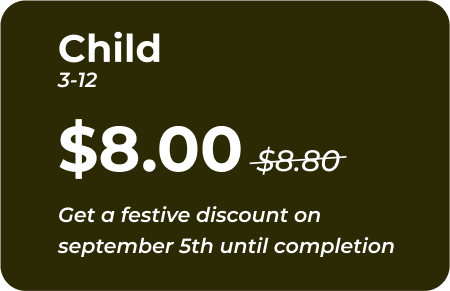 Child
3-12
$8.00 $8.80
Get a festive discount on
september 5th until completion